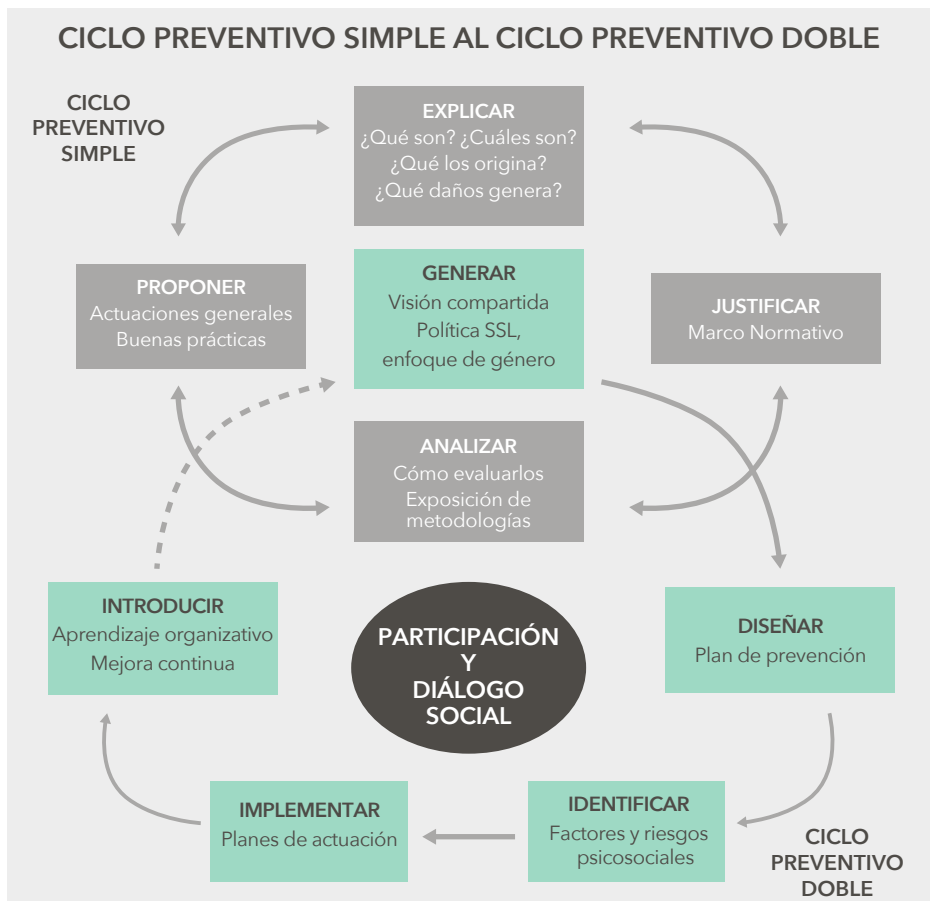 CICLO PREVENTIVO SIMPLE AL CICLO PREVENTIVO DOBLE
CICLO
PREVENTIVO
SIMPLE
EXPLICAR
¿Qué son? ¿Cuáles son?
¿Qué los origina?
¿Qué daños genera?
PROPONER
Actuaciones generales
Buenas prácticas
GENERAR
Visión compartida
Política SSL,
enfoque de género
JUSTIFICAR
Marco Normativo
ANALIZAR
Cómo evaluarlos
Exposición de
metodologías
INTRODUCIR
Aprendizaje organizativo
Mejora continua
PARTICIPACIÓN
Y
DIÁLOGO
SOCIAL
DISEÑAR
Plan de prevención
IMPLEMENTAR
Planes de actuación
IDENTIFICAR
Factores y riesgos
psicosociales
CICLO
PREVENTIVO
DOBLE